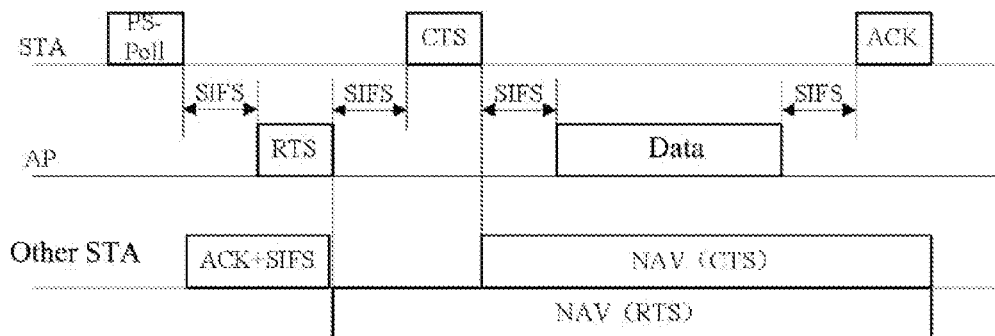 PS-
Poll
CTS
ACK
STA
SIFS
SIFS
SIFS
SIFS
RTS
Data
AP
Other STA
ACK+SIFS
NAV (CTS)
NAV (RTS)